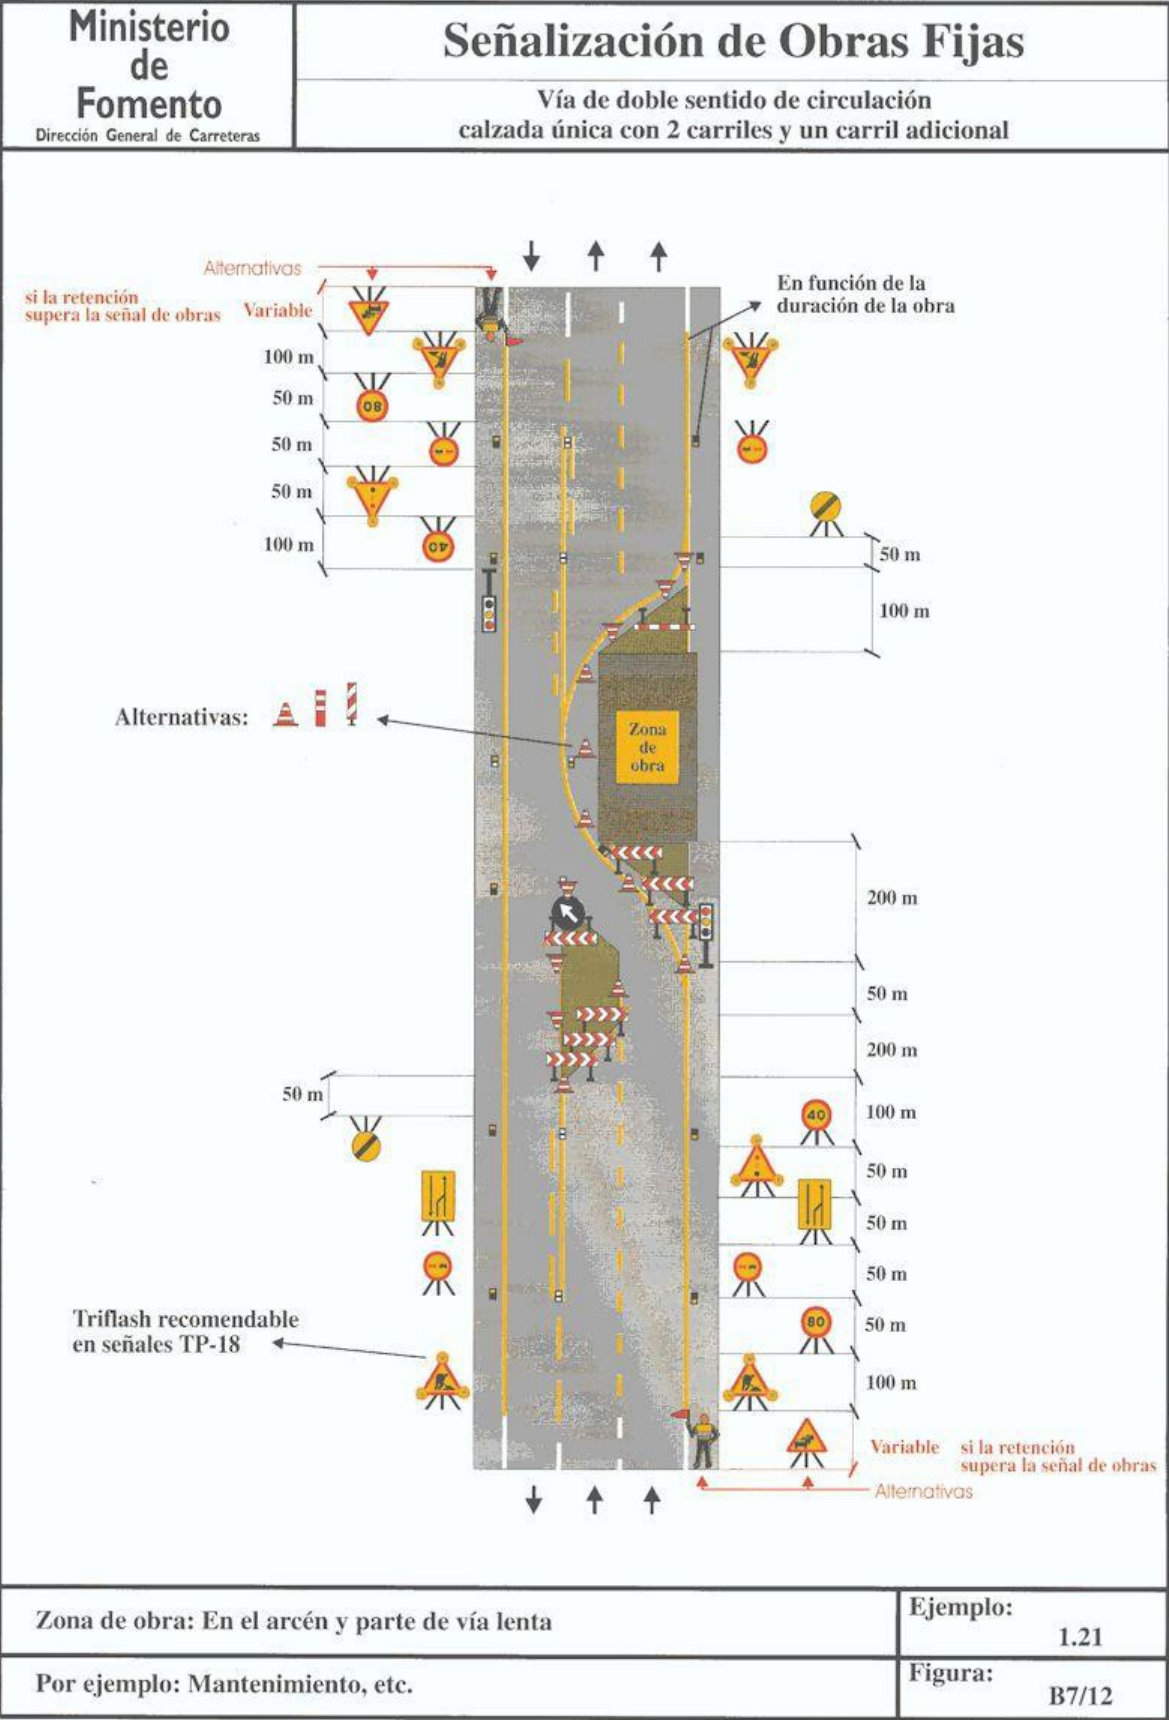 Ministerio
de
Fomento
Dirección General de Carreteras
Señalización de Obras Fijas
Vía de doble sentido de circulación
calzada única con 2 carriles y un carril adicional
Alternativas
si la retención
supera la señal de obras
Variable
En función de la
duración de la obra
100 m
50 m
80
50 m
50 m
100 m
40
50 m
100 m
Alternativas:
Zona
de
obra
200 m
50 m
200 m
50 m
100 m
40
50 m
50 m
50 m
80
50 m
Triflash recomendable
en señales TP-18
100 m
Variable
si la retención
supera la señal de obras
Alternativas
Zona de obra: En el arcén y parte de vía lenta
Ejemplo:
1.21
Por ejemplo: Mantenimiento, etc.
Figura:
B7/12